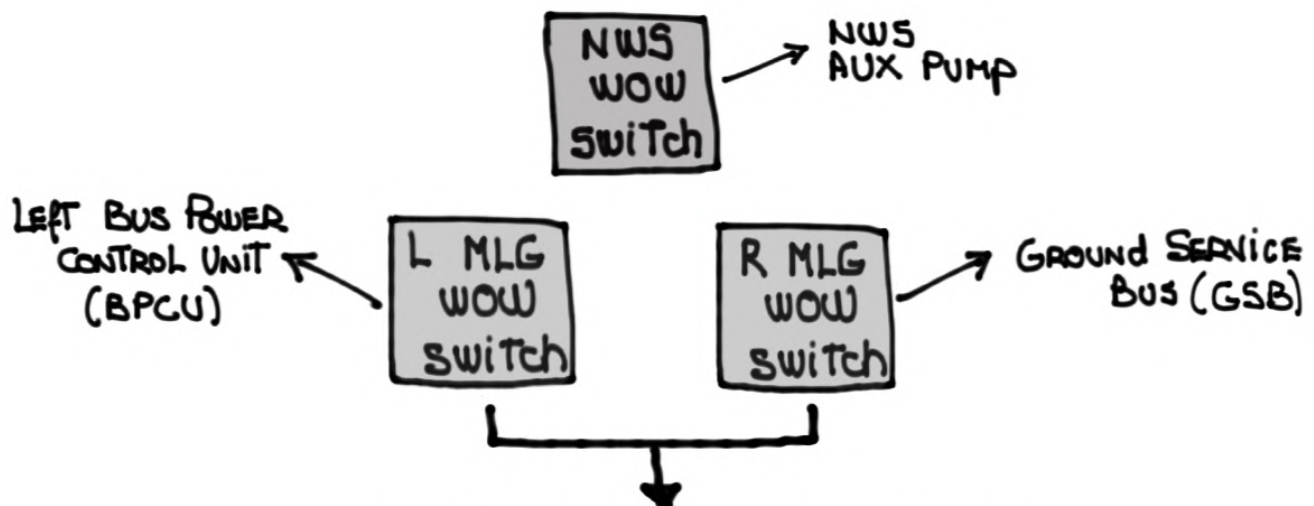 NWS
WOW
Switch
NWS
AUX PUMP
LEFT BUS POWER
CONTROL UNIT
(BPCU)
L MLG
WOW
Switch
R MLG
WOW
Switch
GROUND SERVICE
BUS (GSB)